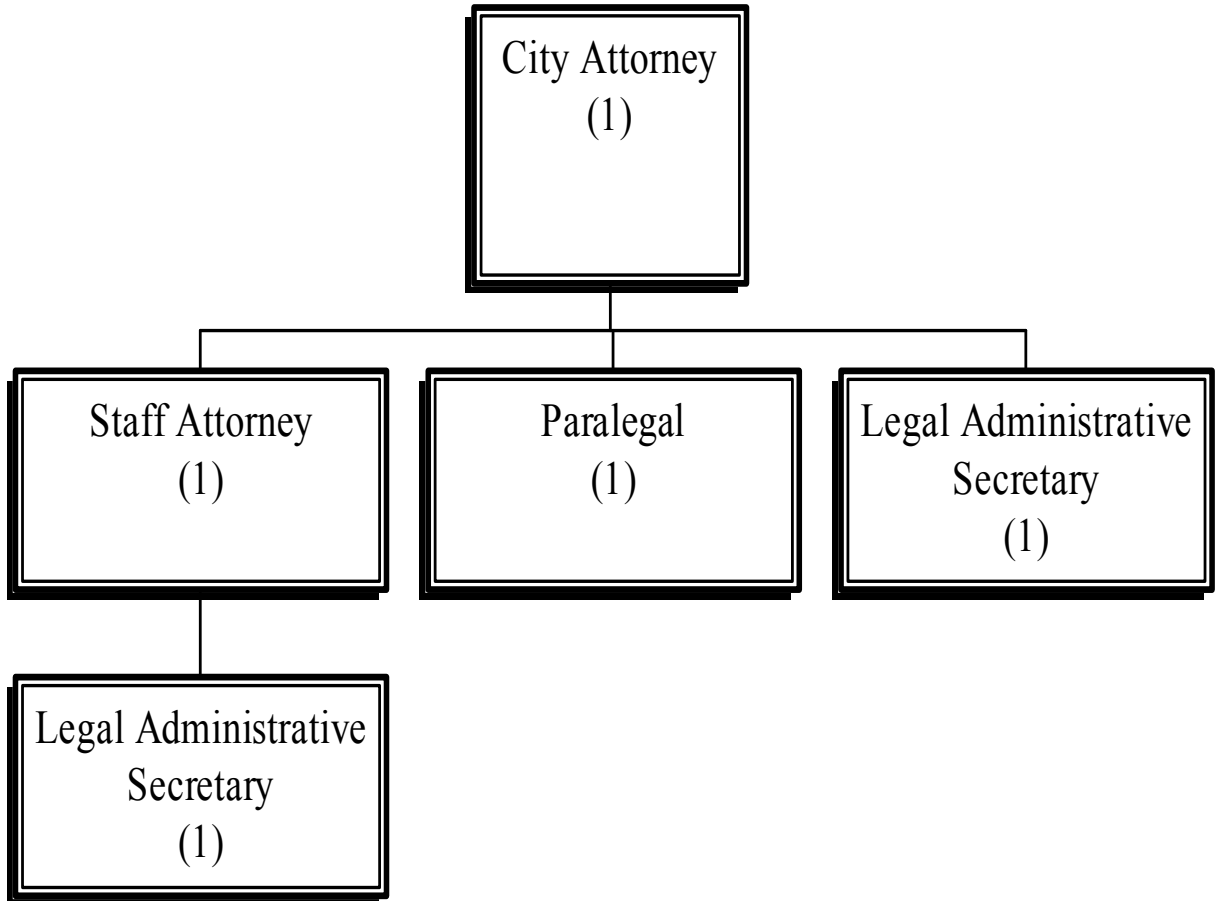 City Attorney
(1)
Staff Attorney
(1)
Paralegal
(1)
Legal Administrative
Secretary
(1)
Legal Administrative
Secretary
(1)